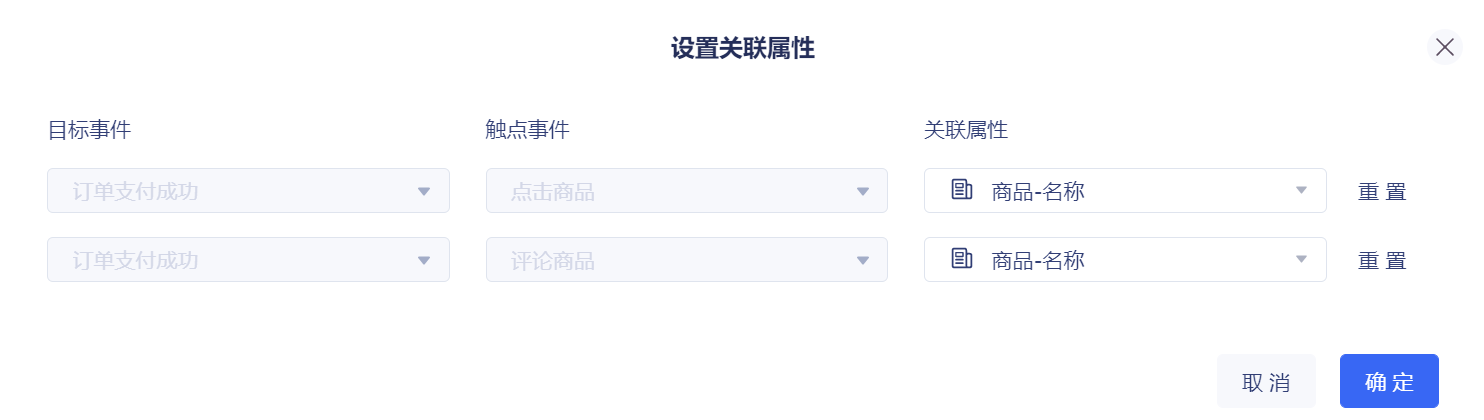 设置关联属性
目标事件 触点事件 关联属性
订单支付成功 点击商品 商品-名称 重置
订单支付成功 评论商品 商品-名称 重置
取消 确定